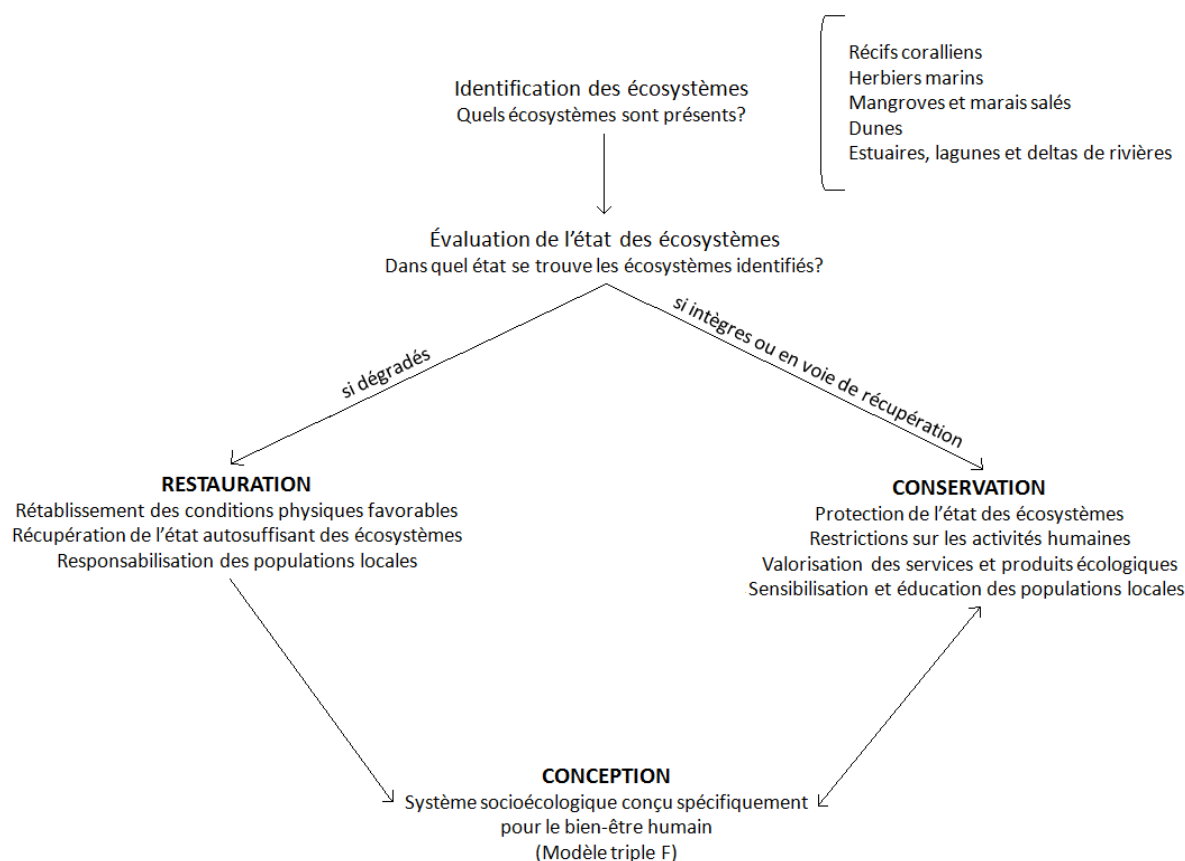 Identification des écosystèmes
Quels écosystèmes sont présents?
Récifs coralliens
Herbiers marins
Mangroves et marais salés
Dunes
Estuaires, lagunes et deltas de rivières
Évaluation de l'état des écosystèmes
Dans quel état se trouve les écosystèmes identifiés?
si dégradés
si intègres ou en voie de récupération
RESTAURATION
Rétablissement des conditions physiques favorables
Récupération de l'état autosuffisant des écosystèmes
Responsabilisation des populations locales
CONSERVATION
Protection de l'état des écosystèmes
Restrictions sur les activités humaines
Valorisation des services et produits écologiques
Sensibilisation et éducation des populations locales
CONCEPTION
Système socioécologique conçu spécifiquement
pour le bien-être humain
(Modèle triple F)